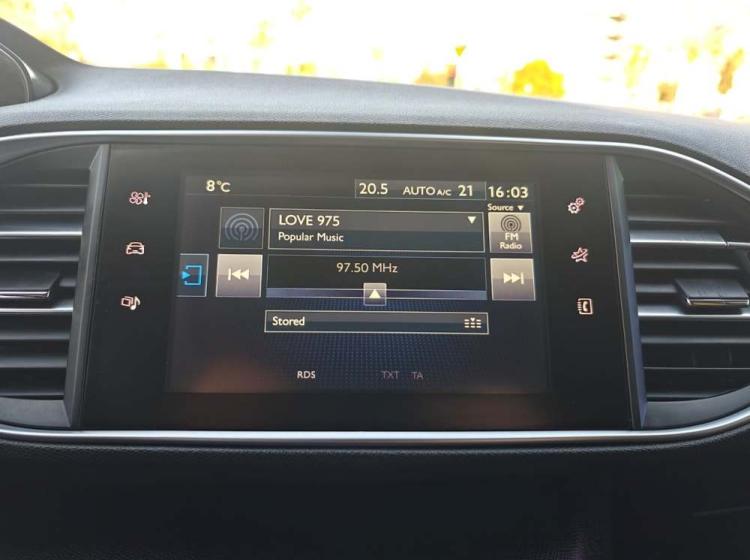 8°C
20.5 AUTO A/C 21 16:03
Source ▼
LOVE 975
Popular Music
FM
Radio
97.50 MHz
Stored
RDS TXT TA